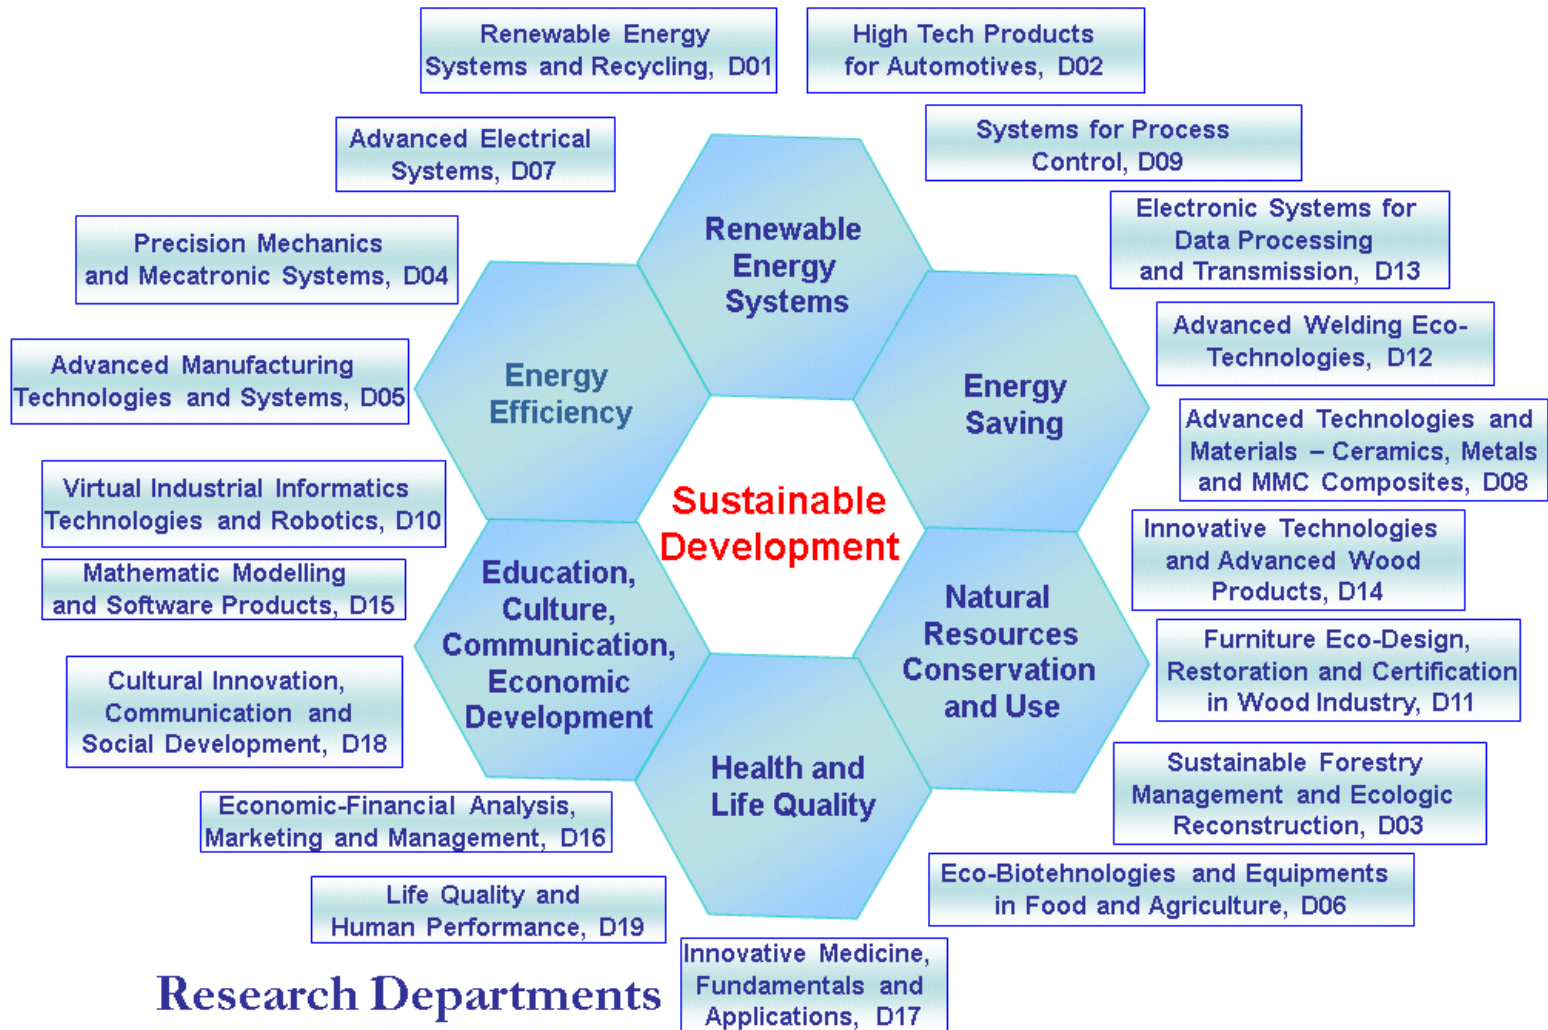 Renewable Energy
Systems and Recycling, D01
High Tech Products
for Automotives, D02
Advanced Electrical
Systems, D07
Systems for Process
Control, D09
Precision Mechanics
and Mecatronic Systems, D04
Electronic Systems for
Data Processing
and Transmission, D13
Renewable
Energy
Systems
Advanced Manufacturing
Technologies and Systems, D05
Energy
Efficiency
Energy
Saving
Advanced Welding Eco-
Technologies, D12
Advanced Technologies and
Materials – Ceramics, Metals
and MMC Composites, D08
Virtual Industrial Informatics
Technologies and Robotics, D10
Sustainable
Development
Innovative Technologies
and Advanced Wood
Products, D14
Mathematic Modelling
and Software Products, D15
Education,
Culture,
Communication,
Economic
Development
Natural
Resources
Conservation
and Use
Furniture Eco-Design,
Restoration and Certification
in Wood Industry, D11
Cultural Innovation,
Communication and
Social Development, D18
Health and
Life Quality
Sustainable Forestry
Management and Ecologic
Reconstruction, D03
Economic-Financial Analysis,
Marketing and Management, D16
Eco-Biotehnologies and Equipments
in Food and Agriculture, D06
Life Quality and
Human Performance, D19
Innovative Medicine,
Fundamentals and
Applications, D17
Research Departments